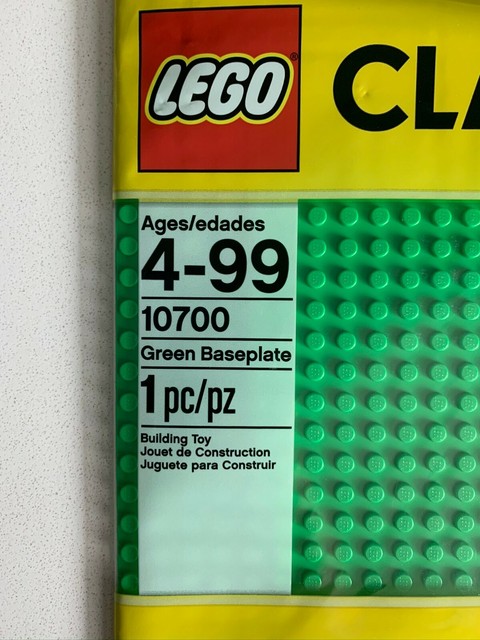 LEGO®
CLA
Ages/edades
4-99
10700
Green Baseplate
1 pc/pz
Building Toy
Jouet de Construction
Juguete para Construir